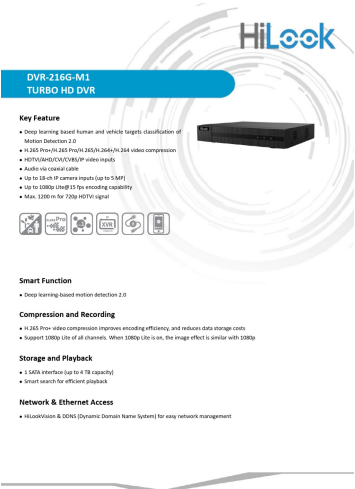 HiLook
DVR-216G-M1
TURBO HD DVR
Key Feature
• Deep learning based human and vehicle targets classification of
Motion Detection 2.0
• H.265 Pro+/H.265 Pro/H.265/H.264+/H.264 video compression
• HDTVI/AHD/CVI/CVBS/IP video inputs
• Audio via coaxial cable
• Up to 18-ch IP camera inputs (up to 5 MP)
• Up to 1080p Lite@15 fps encoding capability
• Max. 1200 m for 720p HDTVI signal
Pro
XVR
Smart Function
• Deep learning-based motion detection 2.0
Compression and Recording
• H.265 Pro+ video compression improves encoding efficiency, and reduces data storage costs
• Support 1080p Lite of all channels. When 1080p Lite is on, the image effect is similar with 1080p
Storage and Playback
• 1 SATA interface (up to 4 TB capacity)
• Smart search for efficient playback
Network & Ethernet Access
• HiLookVision & DDNS (Dynamic Domain Name System) for easy network management